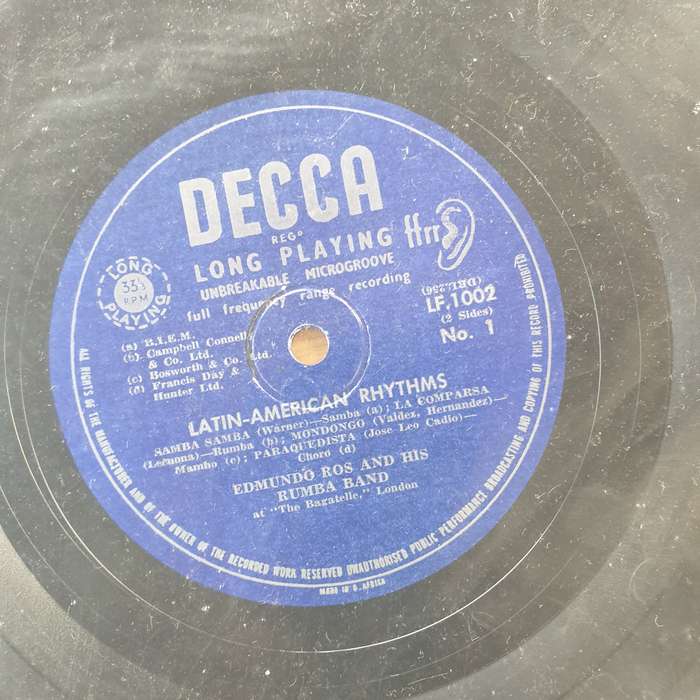 DECCA
REGD
LONG PLAYING ffrr
UNBREAKABLE MICROGROOVE
full frequency range recording
LONG
33⅓
R.P.M
PLAYING
(a) B.I.E.M.
(b) Campbell Connell
& Co. Ltd.
(c) Bosworth & Co. Ltd.
(d) Francis Day &
Hunter Ltd.
LF.1002
(2 Sides)
No. 1
LATIN-AMERICAN RHYTHMS
SAMBA SAMBA (Warner)—Samba (a); LA COMPARSA
(Lecuona)—Rumba (b); MONDONGO (Valdez, Hernandez)—
Mambo (c); PARAQUEDISTA (Jose Leo Cadio)—
Choro (d)
EDMUNDO ROS AND HIS
RUMBA BAND
at "The Bagatelle," London
ALL RIGHTS OF THE MANUFACTURER AND OF THE OWNER OF THE RECORDED WORK RESERVED UNAUTHORISED PUBLIC PERFORMANCE BROADCASTING AND COPYING OF THIS RECORD PROHIBITED
MADE IN S. AFRICA